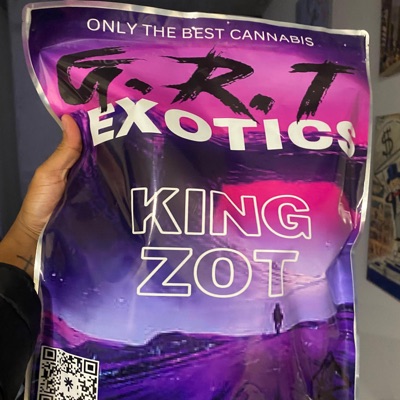 ONLY THE BEST CANNABIS
G.R.T
EXOTICS
KING
ZOT